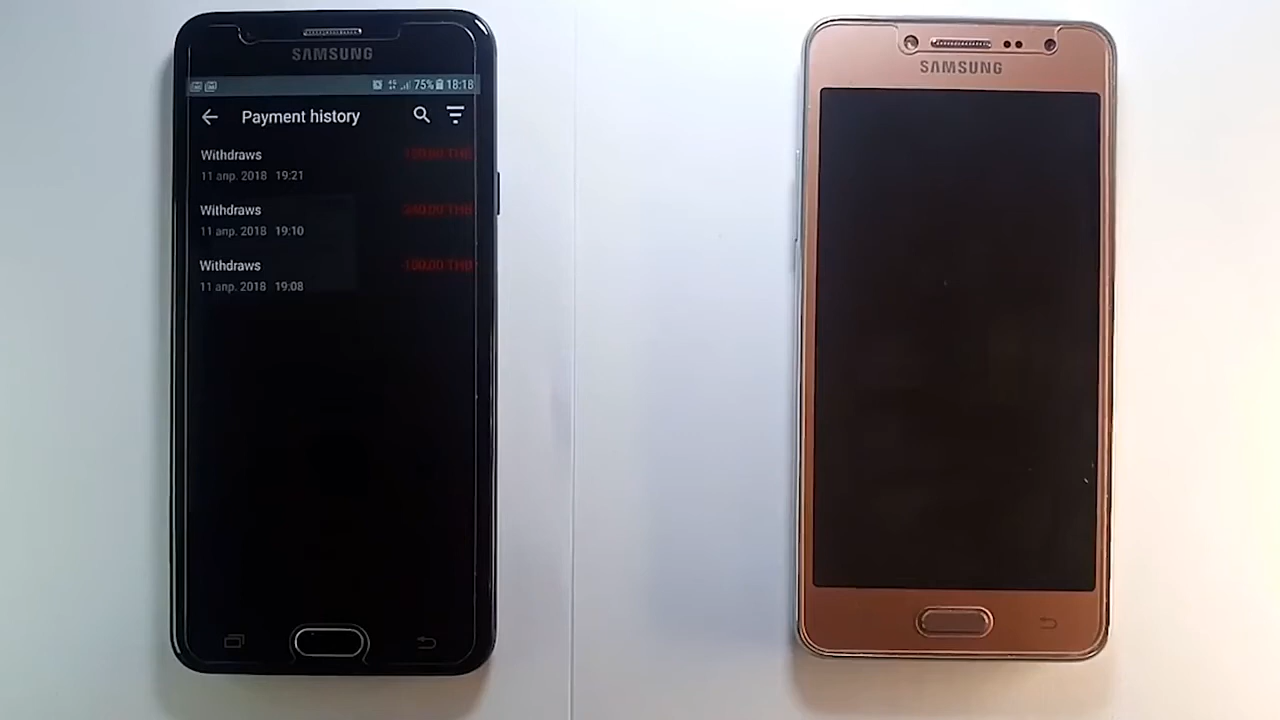 SAMSUNG
75% 18:18
Payment history
Withdraws
11 апр. 2018 19:21
Withdraws
11 апр. 2018 19:10
Withdraws
11 апр. 2018 19:08
SAMSUNG